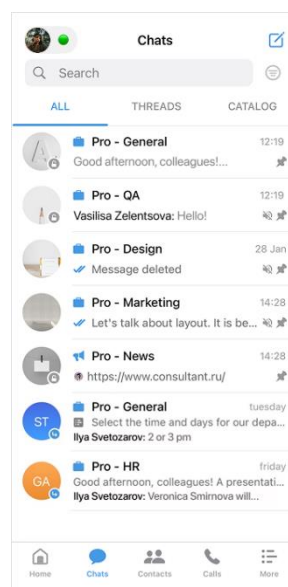 Chats
Search
ALL THREADS CATALOG
Pro - General 12:19
Good afternoon, colleagues!...
Pro - QA 12:19
Vasilisa Zelentsova: Hello!
Pro - Design 28 Jan
Message deleted
Pro - Marketing 14:28
Let's talk about layout. It is be...
Pro - News 14:28
https://www.consultant.ru/
ST
Pro - General tuesday
Select the time and days for our depa...
Ilya Svetozarov: 2 or 3 pm
GA
Pro - HR friday
Good afternoon, colleagues! A presentati...
Ilya Svetozarov: Veronica Smirnova will...
Home Chats Contacts Calls More